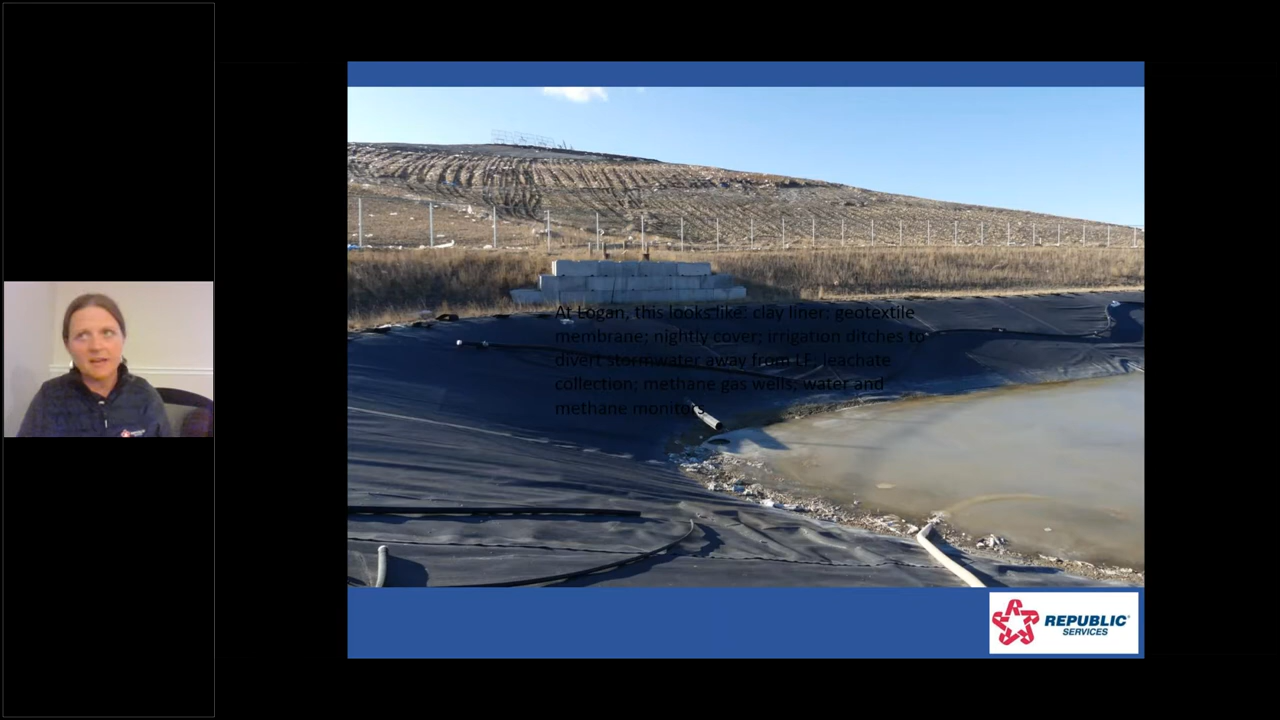 At Logan, this looks like: clay liner; geotextile
membrane; nightly cover; irrigation ditches to
divert stormwater away from LF; leachate
collection; methane gas wells; water and
methane monitors
REPUBLIC
SERVICES